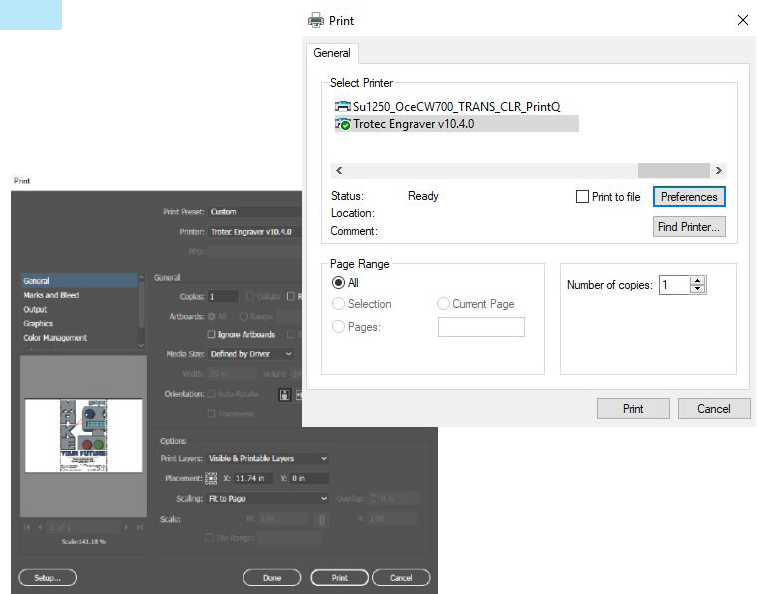 Print
General
Select Printer
Su1250_OceCW700_TRANS_CLR_PrintQ
Trotec Engraver v10.4.0
Status: Ready
Print to file
Preferences
Location:
Comment:
Find Printer...
Page Range
All
Selection
Current Page
Pages:
Number of copies: 1
Print
Cancel
Print
Print Preset: Custom
Printer: Trotec Engraver v10.4.0
PPD:
General
Marks and Bleed
Output
Graphics
Color Management
General
Copies: 1
Collate
R
Artboards: All
Range:
Ignore Artboards
Media Size: Defined by Driver
Width: 30 in
Height:
Orientation: Auto-Rotate
Transverse
Options
Print Layers: Visible & Printable Layers
Placement: X: 11.74 in Y: 0 in
Scaling: Fit to Page
Overlap: 0 in
Scale: W: 100 H: 100
Tile Range:
MAKE
YOUR FUTURE
1 of 1
Scale:141.18 %
Setup...
Done
Print
Cancel